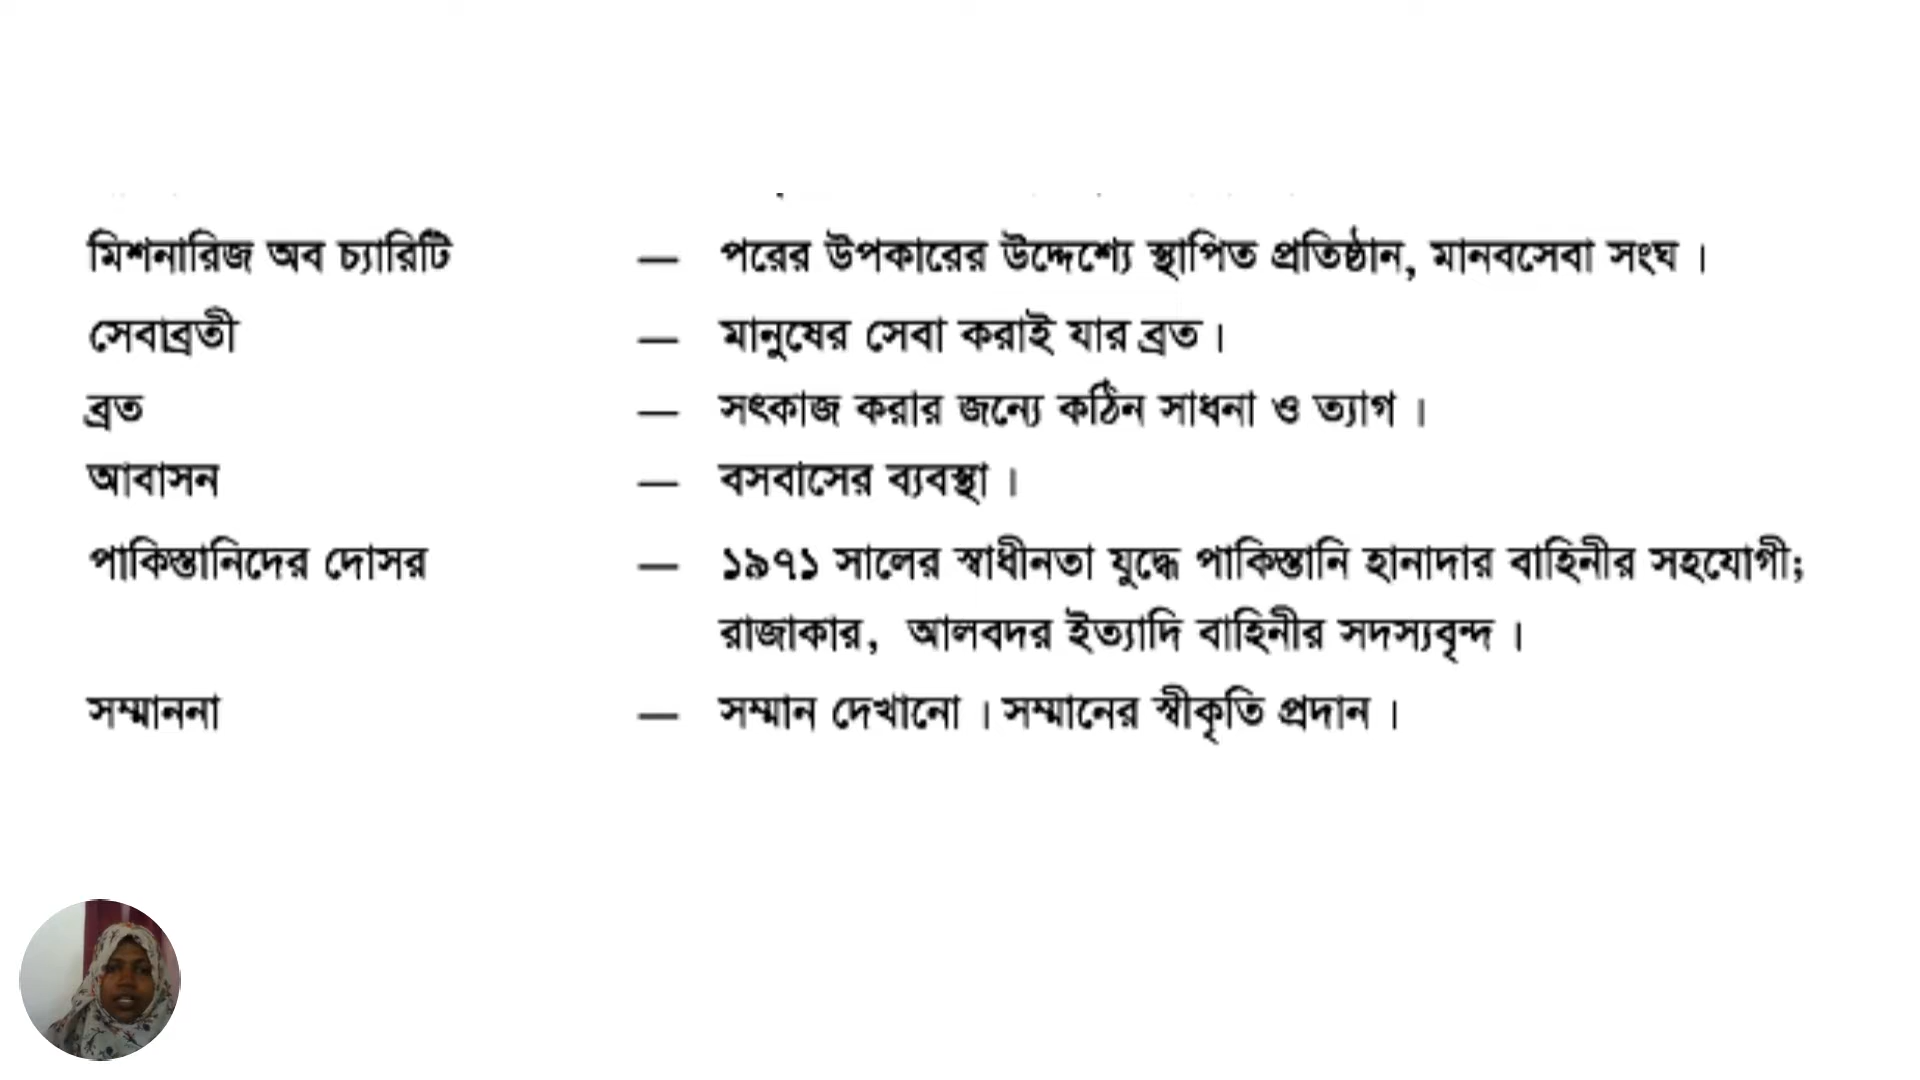 মিশনারিজ অব চ্যারিটি — পরের উপকারের উদ্দেশ্যে স্থাপিত প্রতিষ্ঠান, মানবসেবা সংঘ ।
সেবাব্রতী — মানুষের সেবা করাই যার ব্রত ।
ব্রত — সৎকাজ করার জন্যে কঠিন সাধনা ও ত্যাগ ।
আবাসন — বসবাসের ব্যবস্থা ।
পাকিস্তানিদের দোসর — ১৯৭১ সালের স্বাধীনতা যুদ্ধে পাকিস্তানি হানাদার বাহিনীর সহযোগী;
রাজাকার, আলবদর ইত্যাদি বাহিনীর সদস্যবৃন্দ ।
সম্মাননা — সম্মান দেখানো । সম্মানের স্বীকৃতি প্রদান ।